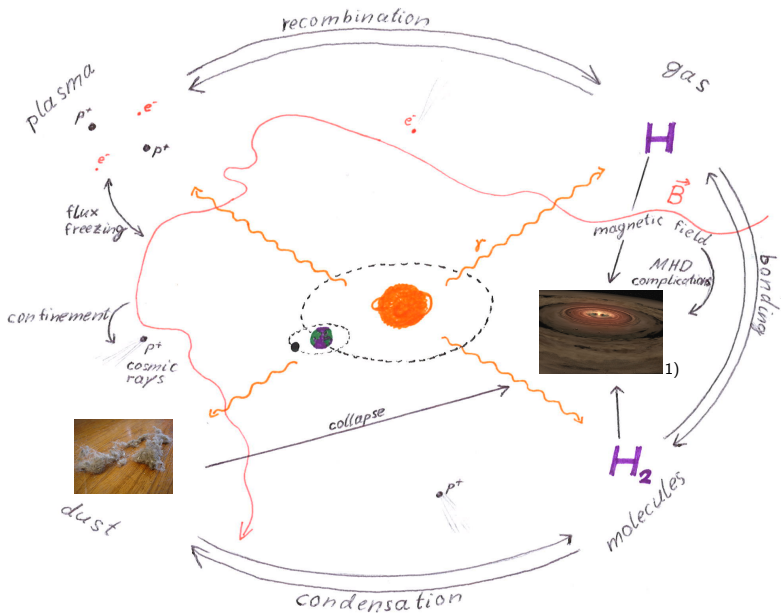 recombination
plasma
gas
e⁻
p⁺
p⁺
e⁻
e⁻
H
B⃗
flux
freezing
γ
magnetic field
MHD
complications
bonding
confinement
p⁺
cosmic
rays
1)
collapse
H₂
p⁺
dust
molecules
condensation